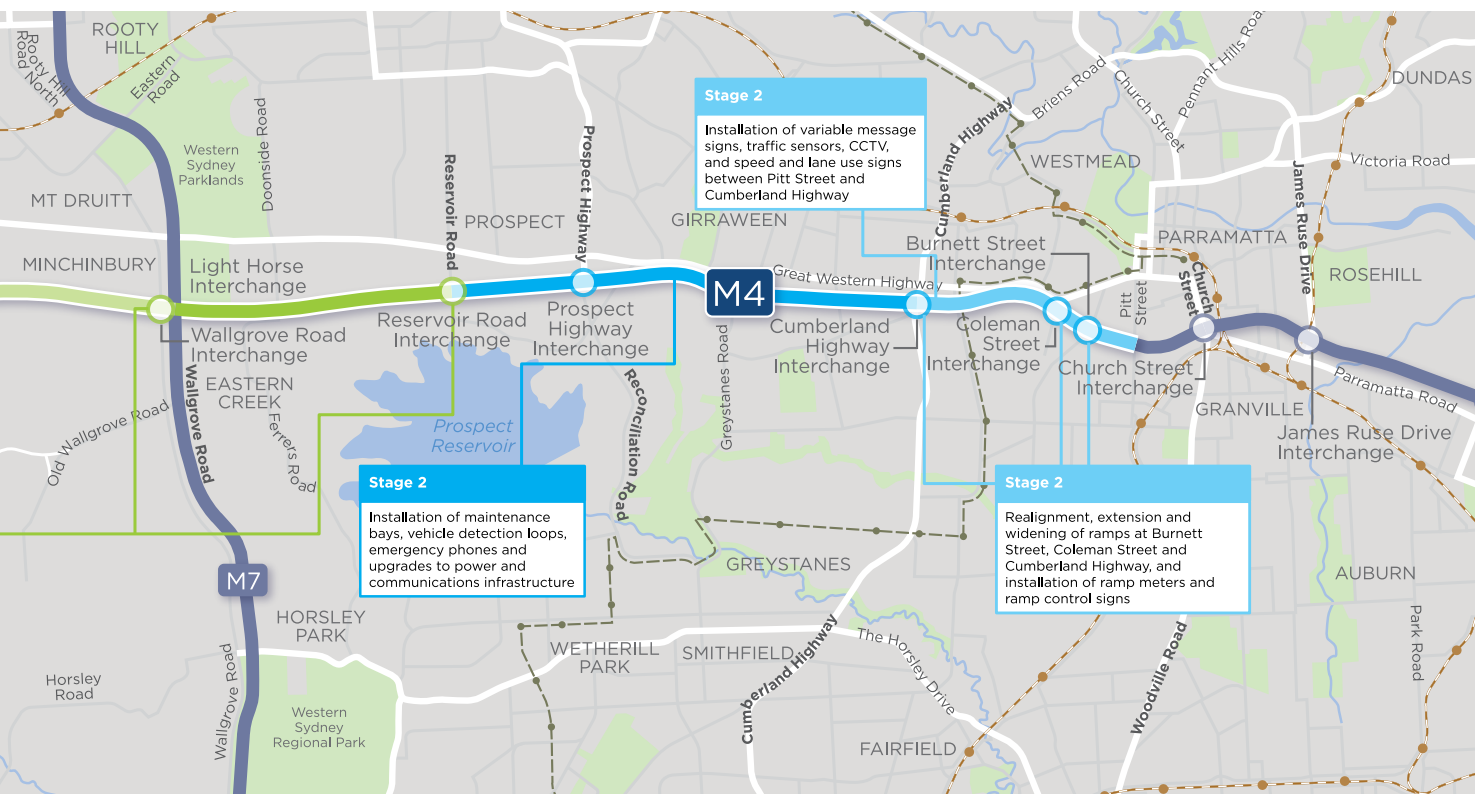 ROOTY
HILL
Rooty Hill
Road North
Eastern
Road
Doonside Road
Western
Sydney
Parklands
MT DRUITT
MINCHINBURY
Light Horse
Interchange
Wallgrove Road
Interchange
EASTERN
CREEK
Wallgrove Road
Old Wallgrove Road
Ferrers Road
Reservoir Road
PROSPECT
Prospect Highway
Reservoir Road
Interchange
Prospect
Highway
Interchange
Prospect
Reservoir
Reconciliation Road
Greystanes Road
GIRRAWEEN
M4
Great Western Highway
Stage 2
Installation of variable message
signs, traffic sensors, CCTV,
and speed and lane use signs
between Pitt Street and
Cumberland Highway
Cumberland Highway
Briens Road
Church Street
Pennant Hills Road
DUNDAS
WESTMEAD
Victoria Road
James Ruse Drive
PARRAMATTA
Burnett Street
Interchange
ROSEHILL
Pitt
Street
Church
Street
Cumberland
Highway
Interchange
Coleman
Street
Interchange
Church Street
Interchange
Parramatta Road
GRANVILLE
James Ruse Drive
Interchange
Stage 2
Installation of maintenance
bays, vehicle detection loops,
emergency phones and
upgrades to power and
communications infrastructure
Stage 2
Realignment, extension and
widening of ramps at Burnett
Street, Coleman Street and
Cumberland Highway, and
installation of ramp meters and
ramp control signs
M7
GREYSTANES
AUBURN
HORSLEY
PARK
WETHERILL
PARK
SMITHFIELD
The Horsley Drive
Cumberland Highway
Woodville Road
Park Road
Horsley
Road
Wallgrove Road
Western
Sydney
Regional Park
FAIRFIELD